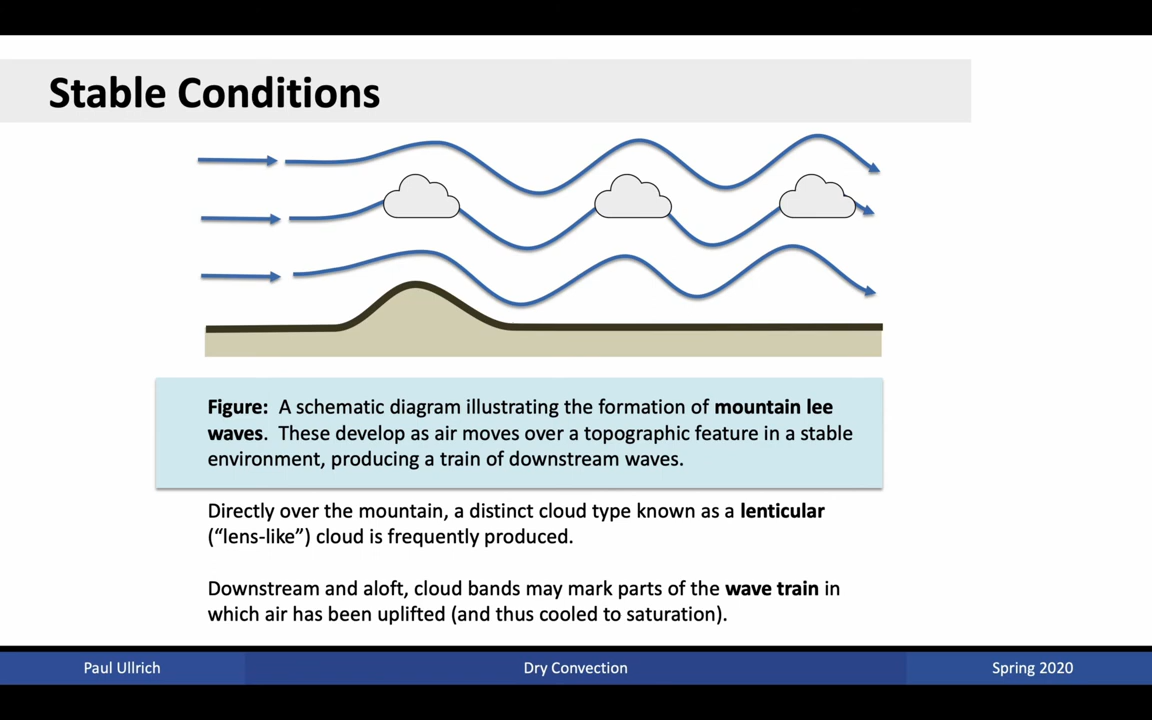 Stable Conditions
Figure: A schematic diagram illustrating the formation of mountain lee
waves. These develop as air moves over a topographic feature in a stable
environment, producing a train of downstream waves.
Directly over the mountain, a distinct cloud type known as a lenticular
(“lens-like”) cloud is frequently produced.
Downstream and aloft, cloud bands may mark parts of the wave train in
which air has been uplifted (and thus cooled to saturation).
Paul Ullrich
Dry Convection
Spring 2020